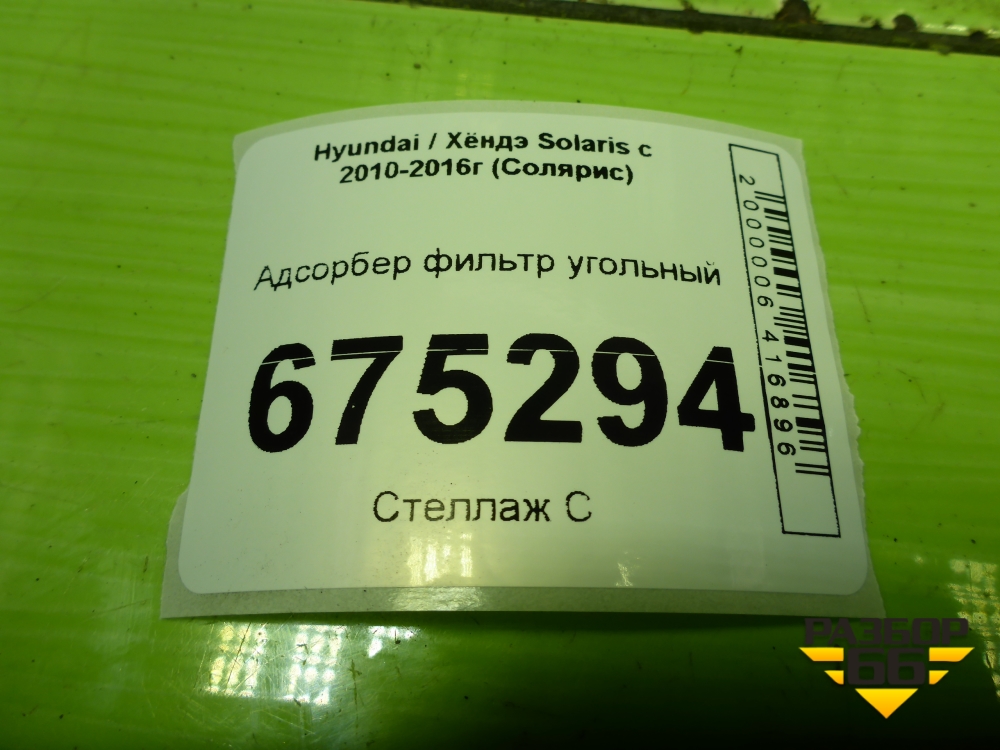 Hyundai / Хёндэ Solaris с
2010-2016г (Солярис)
Адсорбер фильтр угольный
675294
Стеллаж С
2000006416896
РАЗБОР
66